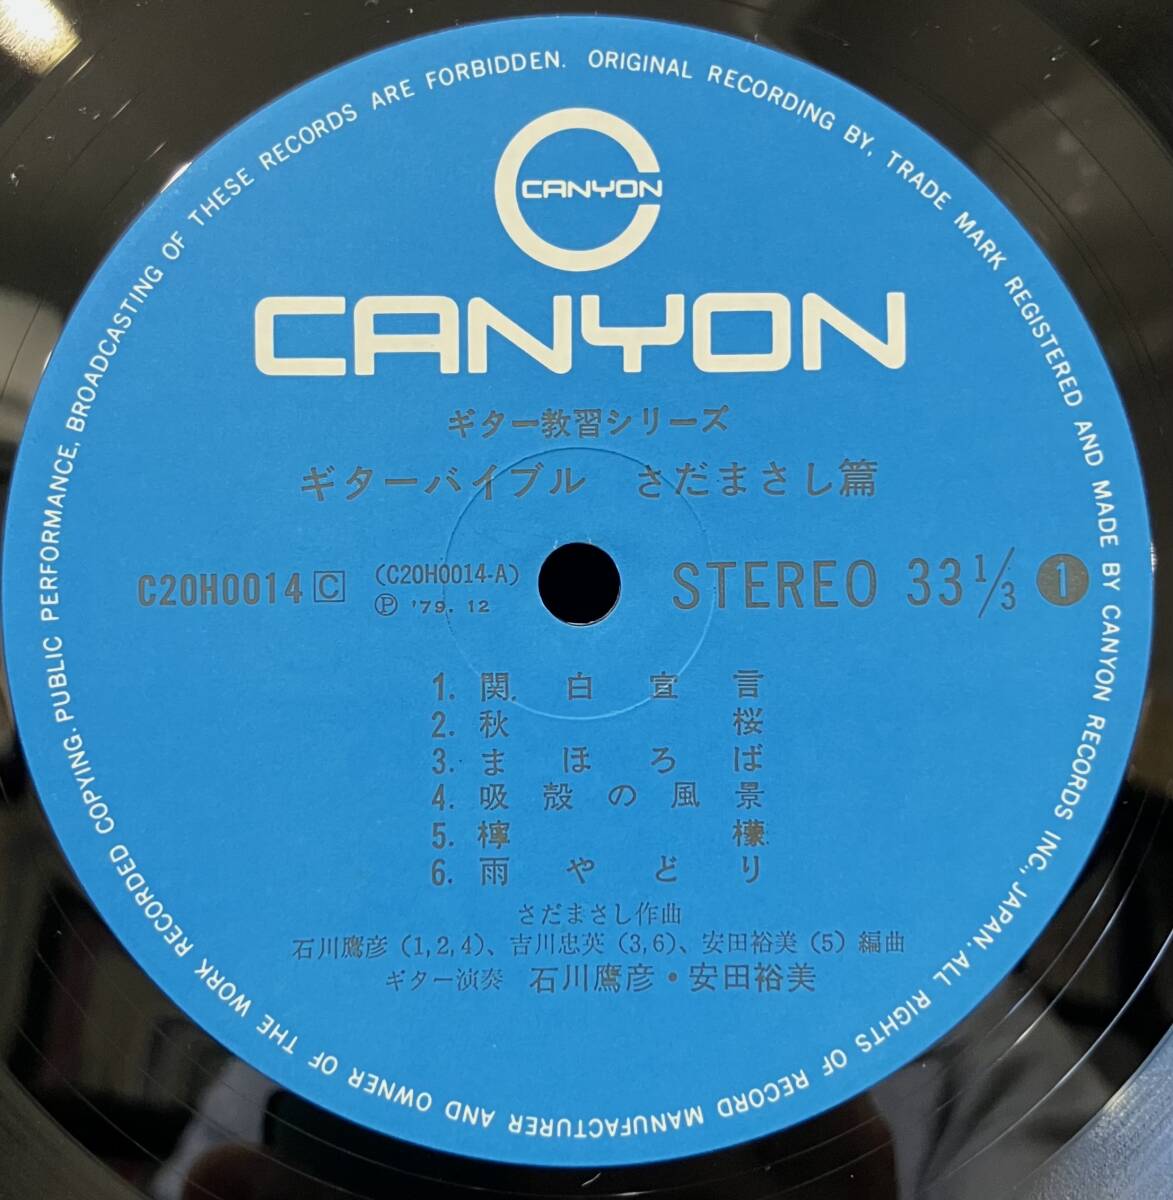 ORIGINAL RECORDING BY, TRADE MARK REGISTERED AND MADE BY CANYON RECORDS INC., JAPAN. ALL RIGHTS OF RECORD MANUFACTURER AND OWNER OF THE WORK RECORDED COPYING. PUBLIC PERFORMANCE, BROADCASTING OF THESE RECORDS ARE FORBIDDEN.
CANYON
CANYON
ギター教習シリーズ
ギターバイブル さだまさし篇
C20H0014 C (C20H0014-A) STEREO 33 1/3 1
Ⓟ '79. 12
1. 関白宣言
2. 秋桜
3. まほろば
4. 吸殻の風景
5. 檸檬
6. 雨やどり
さだまさし作曲
石川鷹彦 (1,2,4)、吉川忠英 (3,6)、安田裕美 (5) 編曲
ギター演奏 石川鷹彦・安田裕美